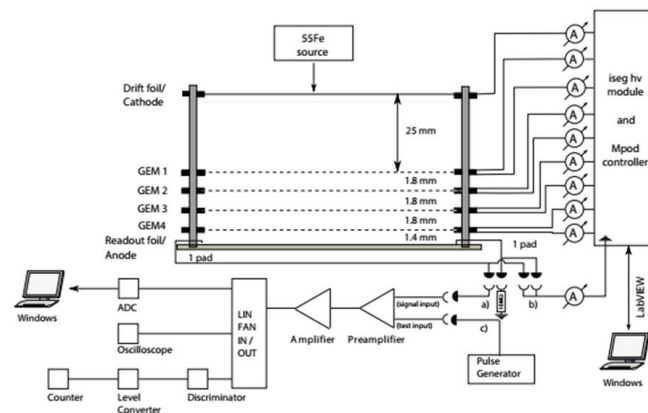 55Fe
source
Drift foil/
Cathode
25 mm
GEM 1
1.8 mm
GEM 2
1.8 mm
GEM 3
1.8 mm
GEM4
1.4 mm
Readout foil/
Anode
1 pad
1 pad
A
A
A
A
A
A
A
A
A
iseg hv
module
and
Mpod
controller
LabVIEW
Windows
Windows
ADC
Oscilloscope
Counter
Level
Converter
Discriminator
LIN
FAN
IN /
OUT
Amplifier
Preamplifier
(signal input)
(test input)
a)
b)
c)
A
Pulse
Generator